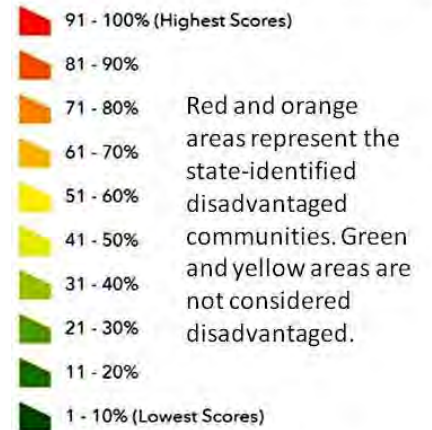 91 - 100% (Highest Scores)
81 - 90%
71 - 80%
61 - 70%
51 - 60%
41 - 50%
31 - 40%
21 - 30%
11 - 20%
1 - 10% (Lowest Scores)
Red and orange
areas represent the
state-identified
disadvantaged
communities. Green
and yellow areas are
not considered
disadvantaged.